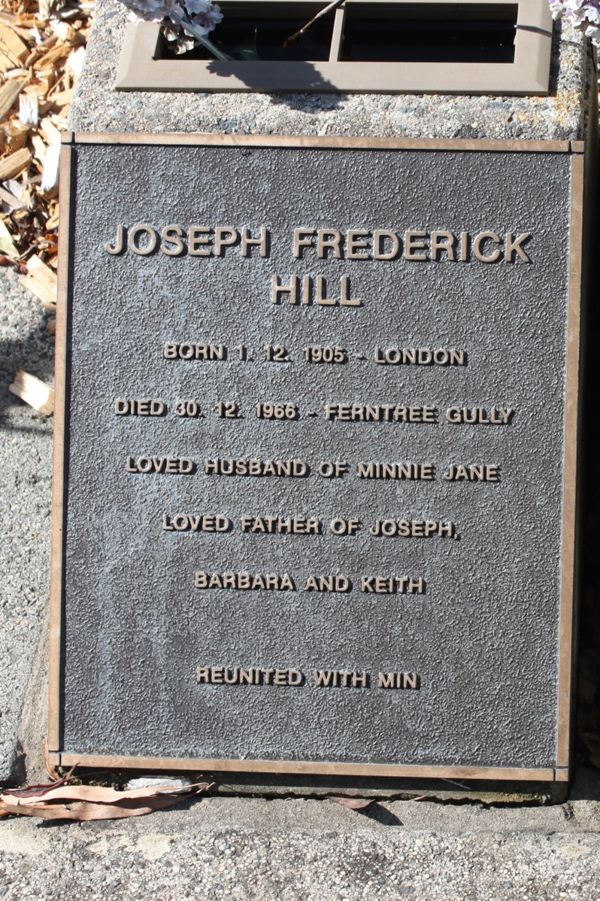 JOSEPH FREDERICK
HILL
BORN 1. 12. 1905 - LONDON
DIED 30. 12. 1966 - FERNTREE GULLY
LOVED HUSBAND OF MINNIE JANE
LOVED FATHER OF JOSEPH,
BARBARA AND KEITH
REUNITED WITH MIN